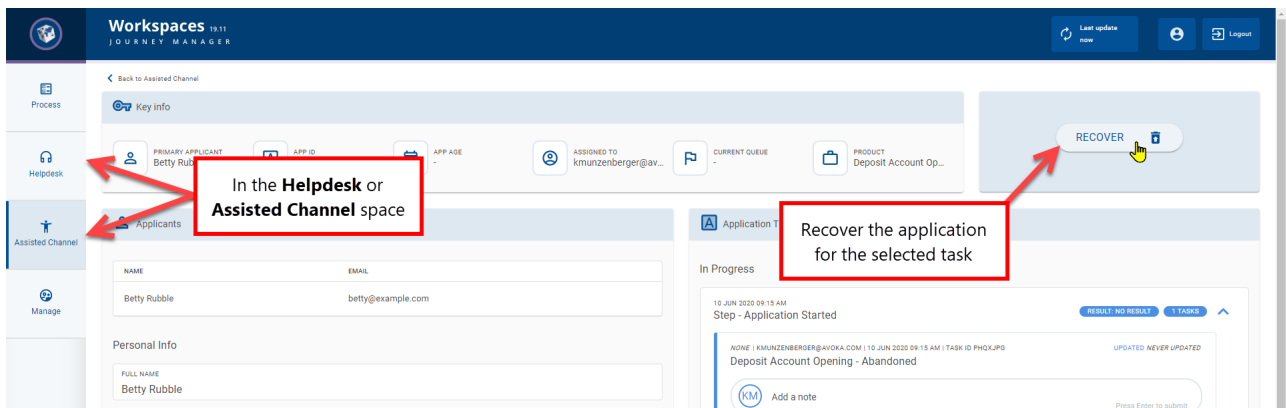 Workspaces 19.11
JOURNEY MANAGER
Last update
now
Logout
Process
Helpdesk
Assisted Channel
Manage
Back to Assisted Channel
Key info
PRIMARY APPLICANT
Betty Rub
APP ID
APP AGE
-
ASSIGNED TO
kmunzenberger@av...
CURRENT QUEUE
-
PRODUCT
Deposit Account Op...
RECOVER
In the Helpdesk or
Assisted Channel space
Recover the application
for the selected task
Applicants
NAME EMAIL
Betty Rubble betty@example.com
Personal Info
FULL NAME
Betty Rubble
Application T
In Progress
10 JUN 2020 09:15 AM
Step - Application Started
RESULT: NO RESULT 1 TASKS
NONE | KMUNZENBERGER@AVOKA.COM | 10 JUN 2020 09:15 AM | TASK ID PHQXJPG
UPDATED NEVER UPDATED
Deposit Account Opening - Abandoned
KM Add a note
Press Enter to submit